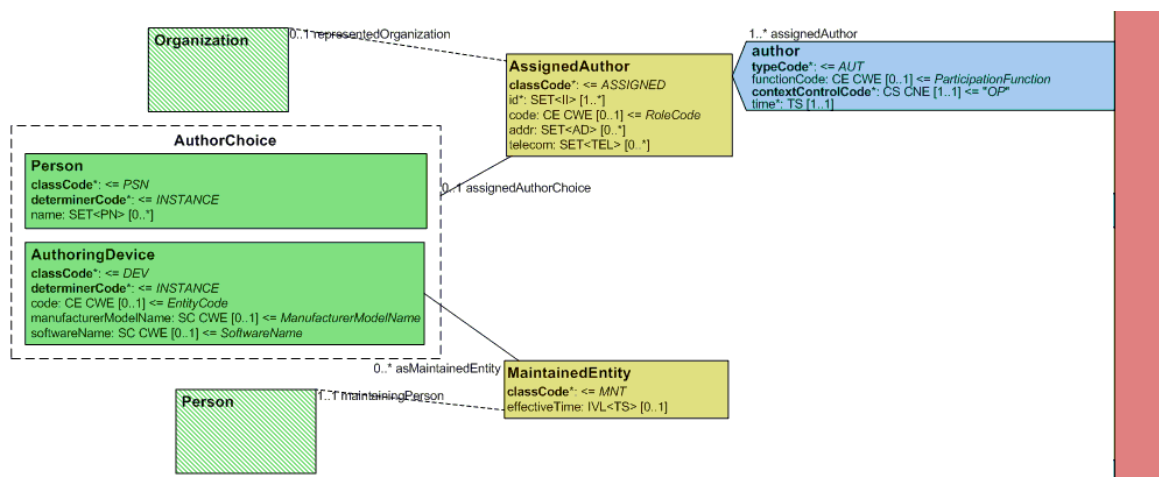 Organization
0..1 representedOrganization
1..* assignedAuthor
AssignedAuthor
classCode*: <= ASSIGNED
id*: SET<II> [1..*]
code: CE CWE [0..1] <= RoleCode
addr: SET<AD> [0..*]
telecom: SET<TEL> [0..*]
author
typeCode*: <= AUT
functionCode: CE CWE [0..1] <= ParticipationFunction
contextControlCode*: CS CNE [1..1] <= "OP"
time*: TS [1..1]
AuthorChoice
Person
classCode*: <= PSN
determinerCode*: <= INSTANCE
name: SET<PN> [0..*]
0..1 assignedAuthorChoice
AuthoringDevice
classCode*: <= DEV
determinerCode*: <= INSTANCE
code: CE CWE [0..1] <= EntityCode
manufacturerModelName: SC CWE [0..1] <= ManufacturerModelName
softwareName: SC CWE [0..1] <= SoftwareName
0..* asMaintainedEntity
MaintainedEntity
classCode*: <= MNT
effectiveTime: IVL<TS> [0..1]
Person
1..1 maintainingPerson